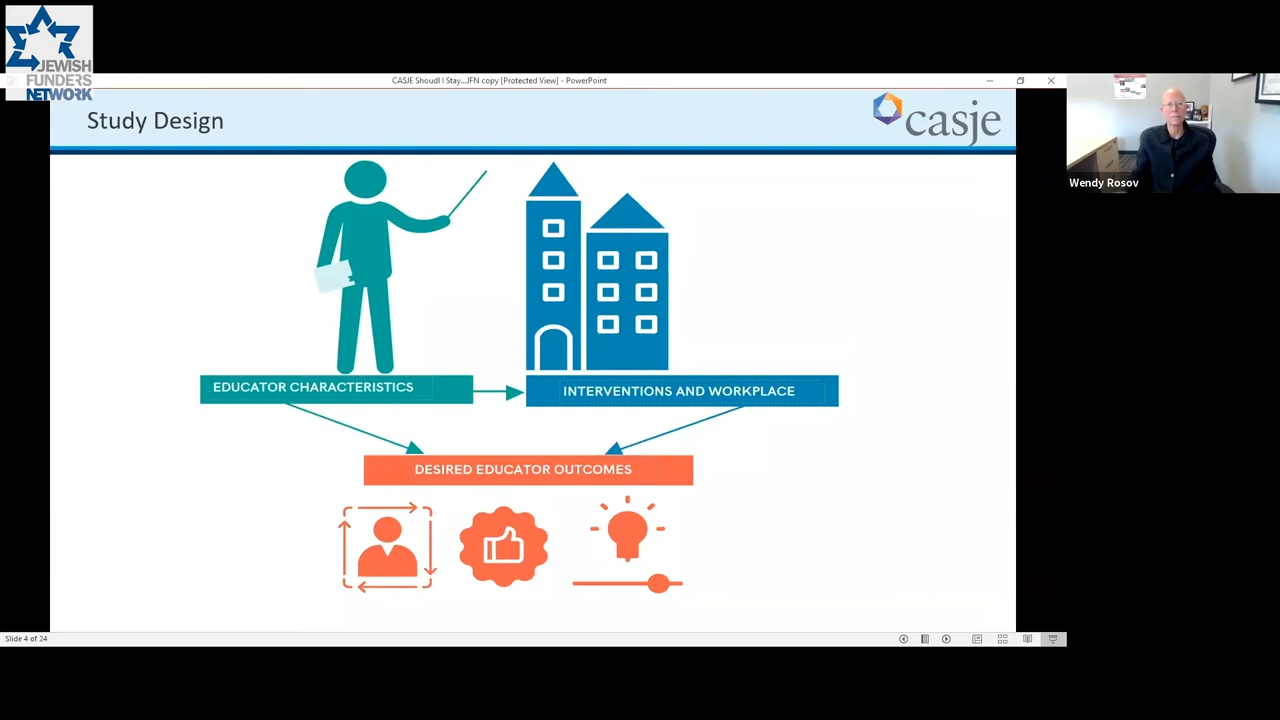 JEWISH
FUNDERS
NETWORK
CASJE Shoudl I Stay...JFN copy [Protected View] - PowerPoint
Study Design
casje
Wendy Rosov
EDUCATOR CHARACTERISTICS
INTERVENTIONS AND WORKPLACE
DESIRED EDUCATOR OUTCOMES
Slide 4 of 24